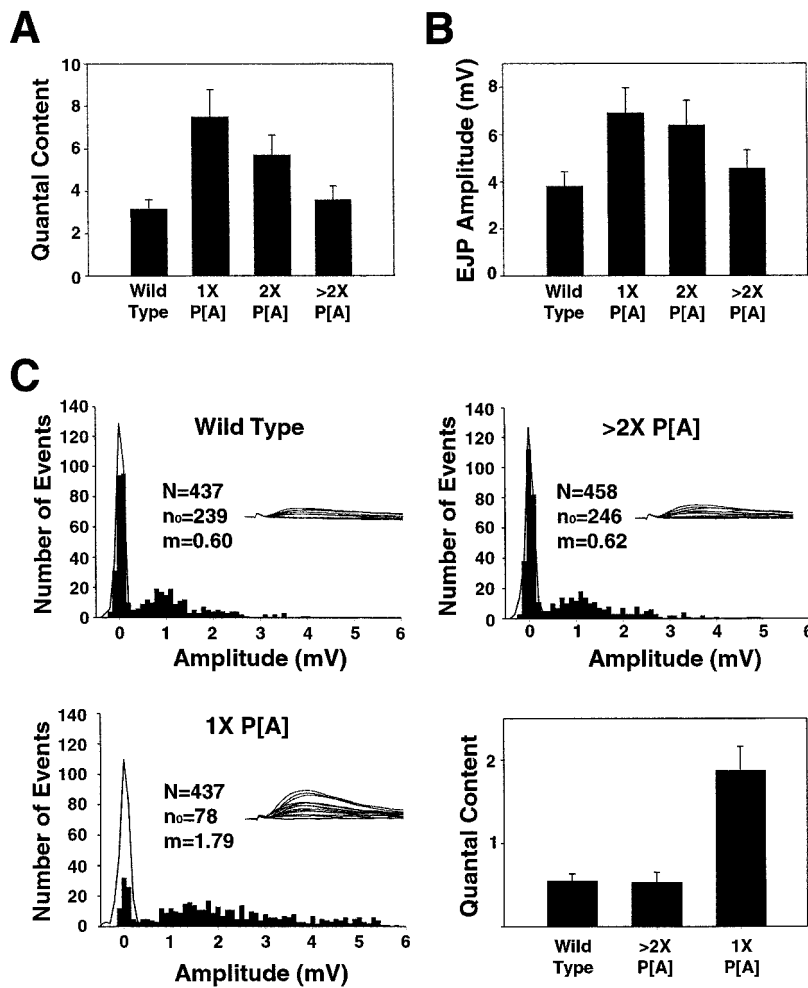 A
Quantal Content
10
8
6
4
2
0
Wild Type
1X P[A]
2X P[A]
>2X P[A]
B
EJP Amplitude (mV)
8
6
4
2
0
Wild Type
1X P[A]
2X P[A]
>2X P[A]
C
Wild Type
Number of Events
140
120
100
80
60
40
20
0
N=437
n₀=239
m=0.60
0 1 2 3 4 5 6
Amplitude (mV)
>2X P[A]
Number of Events
140
120
100
80
60
40
20
0
N=458
n₀=246
m=0.62
0 1 2 3 4 5 6
Amplitude (mV)
1X P[A]
Number of Events
140
120
100
80
60
40
20
0
N=437
n₀=78
m=1.79
0 1 2 3 4 5 6
Amplitude (mV)
Quantal Content
2
1
Wild Type
>2X P[A]
1X P[A]